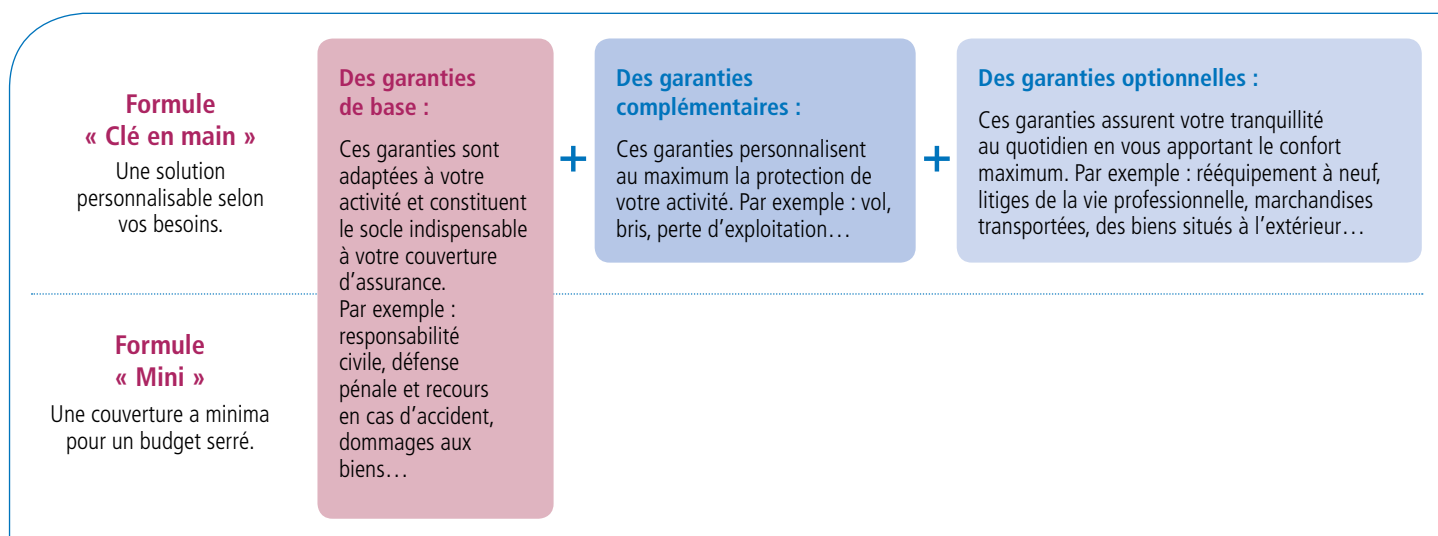 Formule
« Clé en main »
Une solution
personnalisable selon
vos besoins.
Des garanties
de base :
Ces garanties sont
adaptées à votre
activité et constituent
le socle indispensable
à votre couverture
d’assurance.
Par exemple :
responsabilité
civile, défense
pénale et recours
en cas d’accident,
dommages aux
biens…
+
Des garanties
complémentaires :
Ces garanties personnalisent
au maximum la protection de
votre activité. Par exemple : vol,
bris, perte d’exploitation…
+
Des garanties optionnelles :
Ces garanties assurent votre tranquillité
au quotidien en vous apportant le confort
maximum. Par exemple : rééquipement à neuf,
litiges de la vie professionnelle, marchandises
transportées, des biens situés à l’extérieur…
Formule
« Mini »
Une couverture a minima
pour un budget serré.